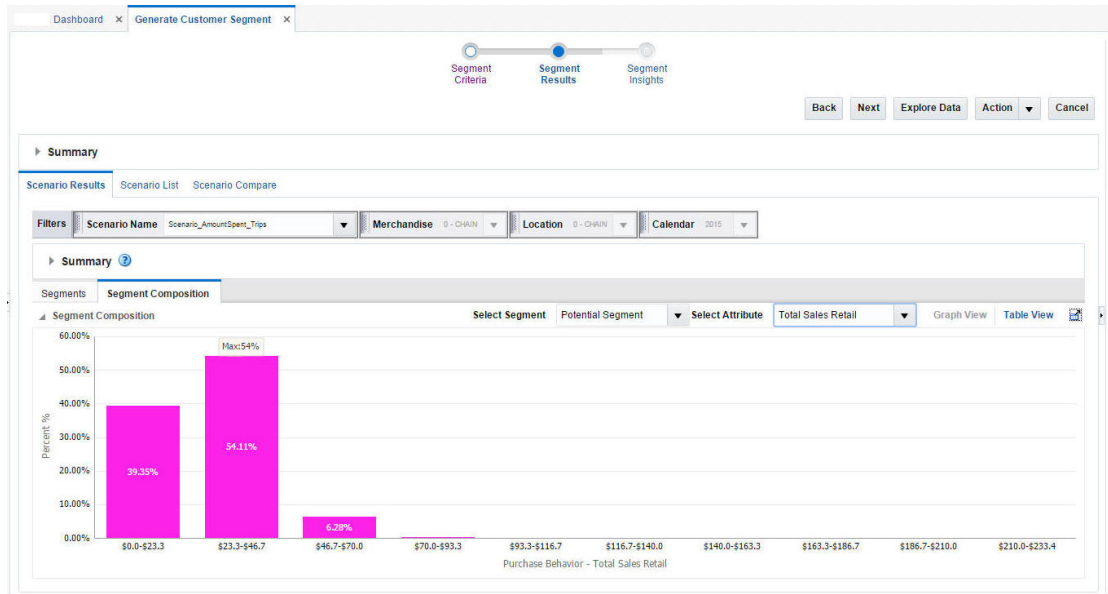 Dashboard × Generate Customer Segment ×
Segment Criteria
Segment Results
Segment Insights
Back Next Explore Data Action Cancel
Summary
Scenario Results Scenario List Scenario Compare
Filters Scenario Name Scenario_AmountSpent_Trips Merchandise 0 - CHAIN Location 0 - CHAIN Calendar 2015
Summary ?
Segments Segment Composition
Segment Composition Select Segment Potential Segment Select Attribute Total Sales Retail Graph View Table View
60.00%
Max:54%
50.00%
40.00%
30.00%
54.11%
20.00%
39.35%
10.00%
6.28%
0.00%
Percent %
$0.0-$23.3 $23.3-$46.7 $46.7-$70.0 $70.0-$93.3 $93.3-$116.7 $116.7-$140.0 $140.0-$163.3 $163.3-$186.7 $186.7-$210.0 $210.0-$233.4
Purchase Behavior - Total Sales Retail